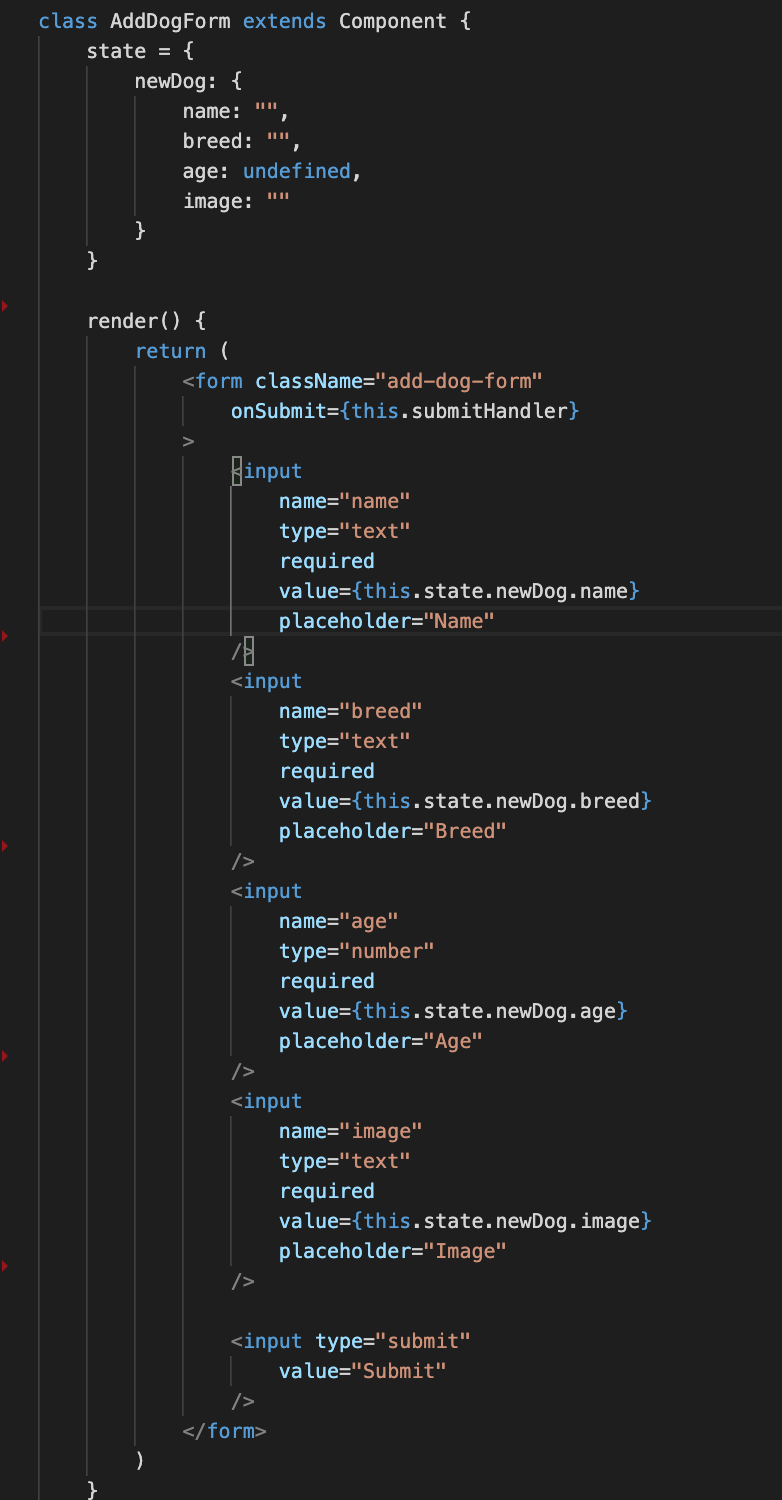 class AddDogForm extends Component {
    state = {
        newDog: {
            name: "",
            breed: "",
            age: undefined,
            image: ""
        }
    }

    render() {
        return (
            <form className="add-dog-form"
                onSubmit={this.submitHandler}
            >
                <input
                    name="name"
                    type="text"
                    required
                    value={this.state.newDog.name}
                    placeholder="Name"
                />
                <input
                    name="breed"
                    type="text"
                    required
                    value={this.state.newDog.breed}
                    placeholder="Breed"
                />
                <input
                    name="age"
                    type="number"
                    required
                    value={this.state.newDog.age}
                    placeholder="Age"
                />
                <input
                    name="image"
                    type="text"
                    required
                    value={this.state.newDog.image}
                    placeholder="Image"
                />

                <input type="submit"
                    value="Submit"
                />
            </form>
        )
    }